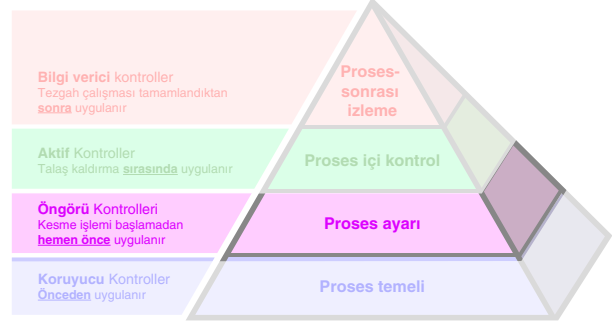 Bilgi verici kontroller
Tezgah çalışması tamamlandıktan
sonra uygulanır
Proses-
sonrası
izleme
Aktif Kontroller
Talaş kaldırma sırasında uygulanır
Proses içi kontrol
Öngörü Kontrolleri
Kesme işlemi başlamadan
hemen önce uygulanır
Proses ayarı
Koruyucu Kontroller
Önceden uygulanır
Proses temeli